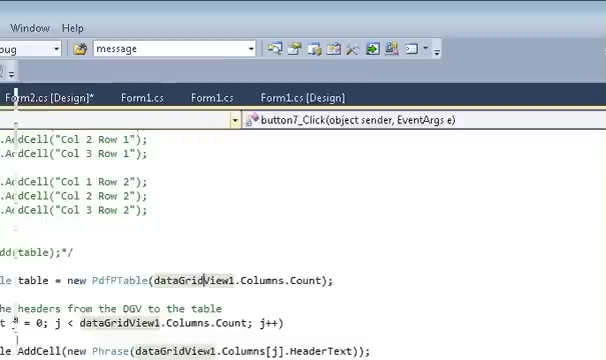 Window Help
bug message
Form2.cs [Design]* Form1.cs Form1.cs Form1.cs [Design]
button7_Click(object sender, EventArgs e)
.AddCell("Col 2 Row 1");
.AddCell("Col 3 Row 1");
.AddCell("Col 1 Row 2");
.AddCell("Col 2 Row 2");
.AddCell("Col 3 Row 2");
dd(table);*/
le table = new PdfPTable(dataGridView1.Columns.Count);
the headers from the DGV to the table
t j = 0; j < dataGridView1.Columns.Count; j++)
le.AddCell(new Phrase(dataGridView1.Columns[j].HeaderText));